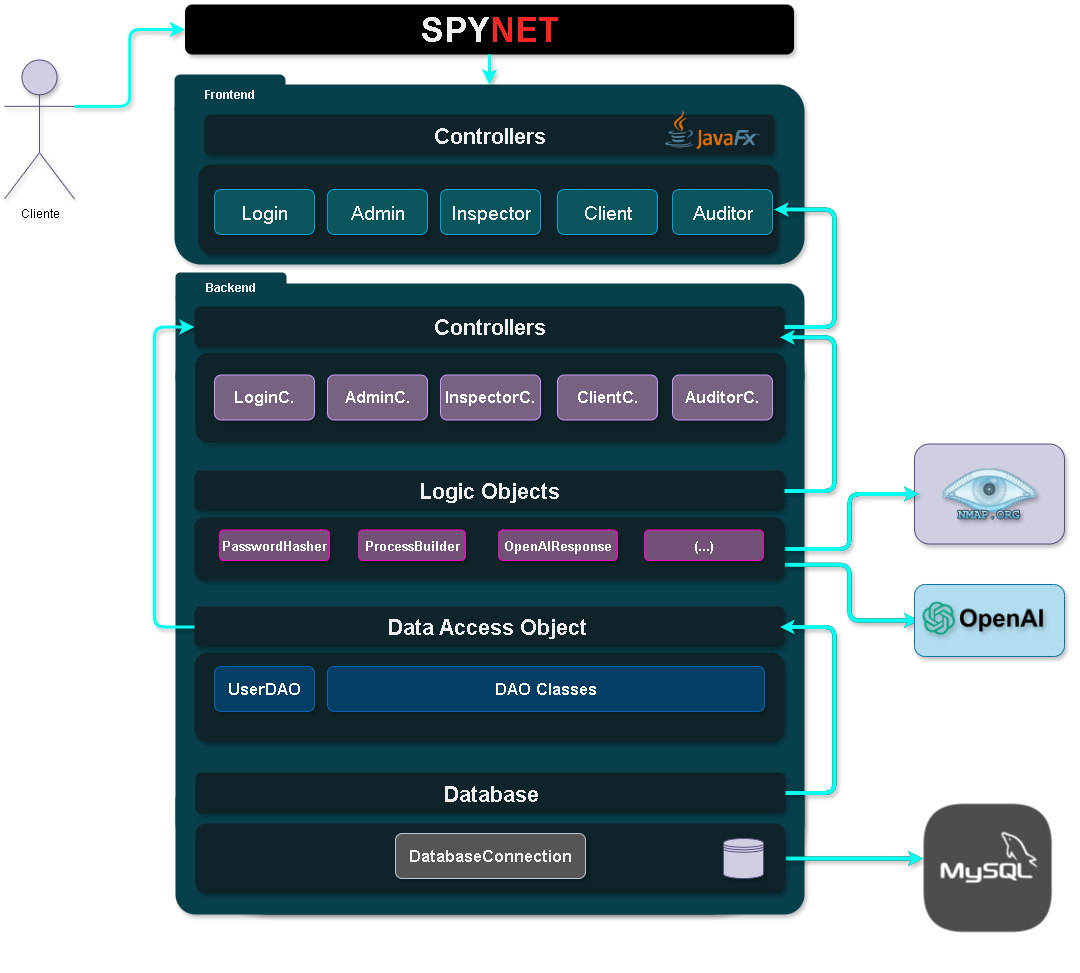 SPYNET
Cliente
Frontend
Controllers
JavaFx
Login
Admin
Inspector
Client
Auditor
Backend
Controllers
LoginC.
AdminC.
InspectorC.
ClientC.
AuditorC.
Logic Objects
PasswordHasher
ProcessBuilder
OpenAIResponse
(...)
NMAP.ORG
OpenAI
Data Access Object
UserDAO
DAO Classes
Database
DatabaseConnection
MySQL